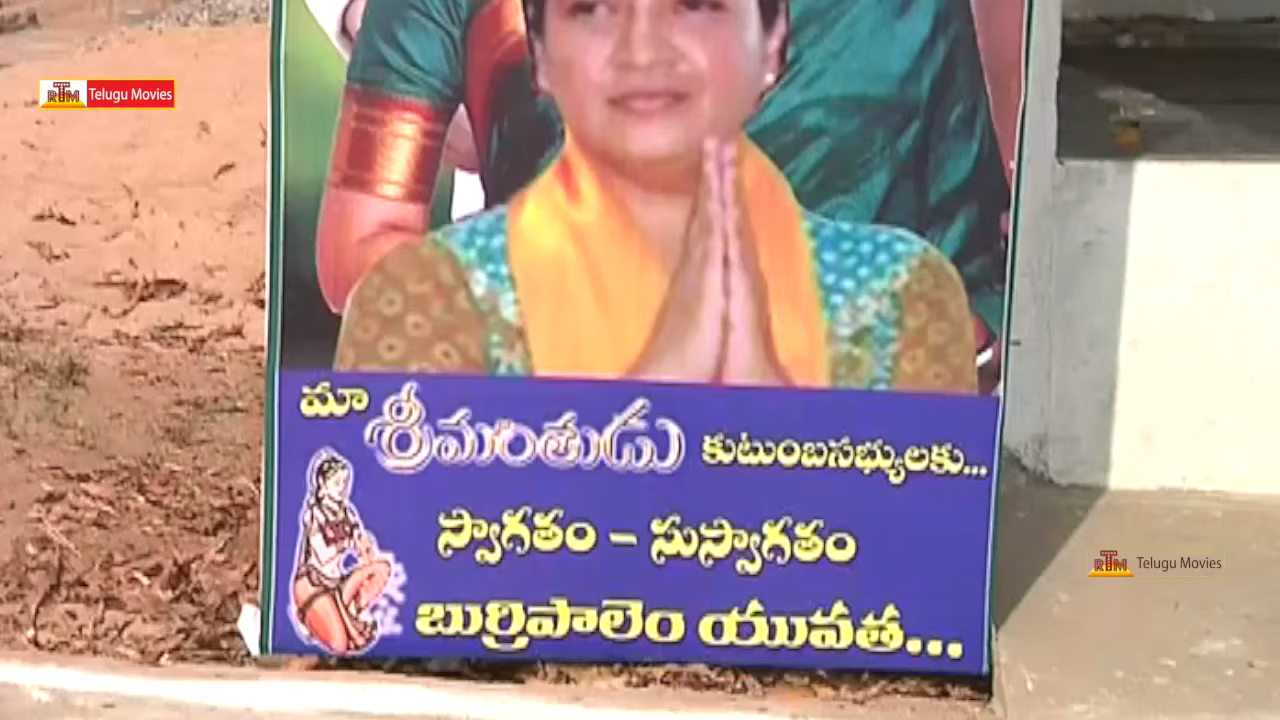 RTM Telugu Movies
మా శ్రీమంతుడు కుటుంబసభ్యులకు...
స్వాగతం - సుస్వాగతం
బుర్రిపాలెం యువత...
RTM Telugu Movies